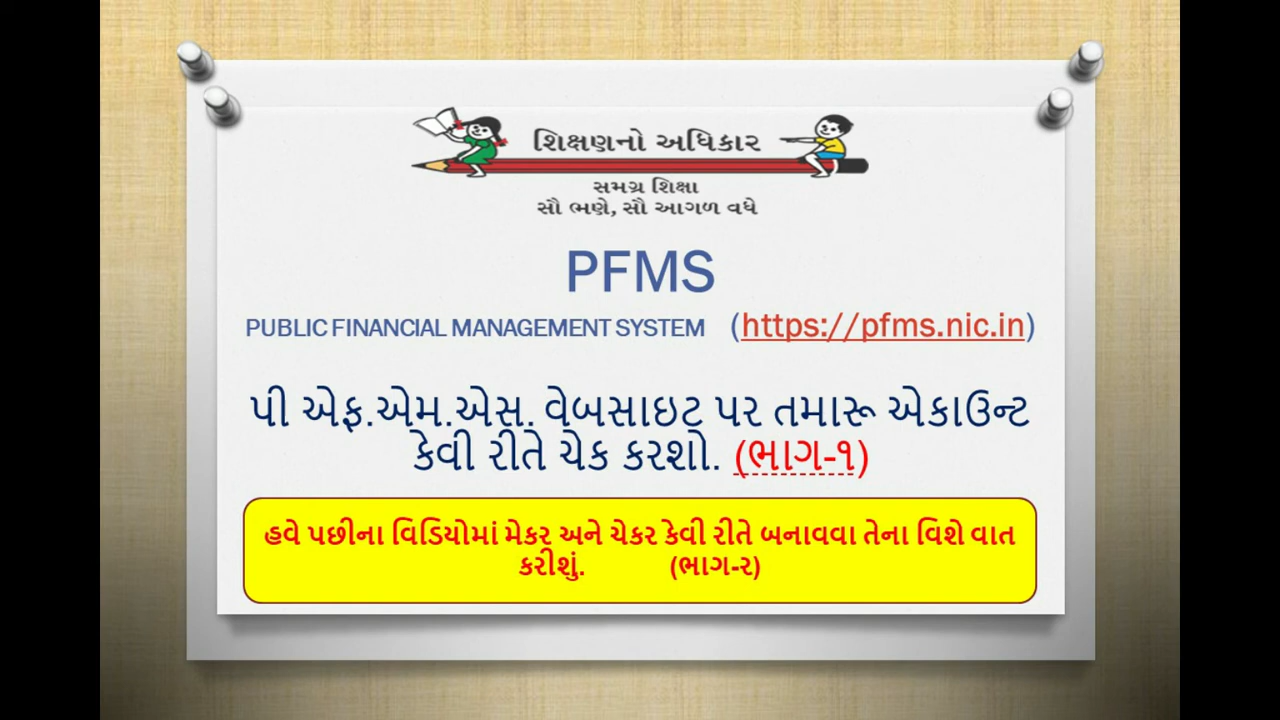 શિક્ષણનો અધિકાર
સમગ્ર શિક્ષા
સૌ ભણે, સૌ આગળ વધે
PFMS
PUBLIC FINANCIAL MANAGEMENT SYSTEM (https://pfms.nic.in)
પી એફ.એમ.એસ. વેબસાઇટ પર તમારૂ એકાઉન્ટ
કેવી રીતે ચેક કરશો. (ભાગ-૧)
હવે પછીના વિડિયોમાં મેકર અને ચેકર કેવી રીતે બનાવવા તેના વિશે વાત
કરીશું. (ભાગ-૨)